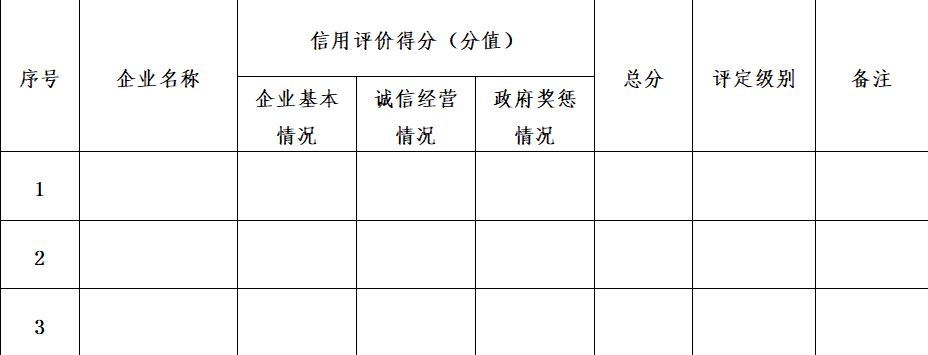 序号
企业名称
信用评价得分（分值）
企业基本
情况
诚信经营
情况
政府奖惩
情况
总分
评定级别
备注
1
2
3